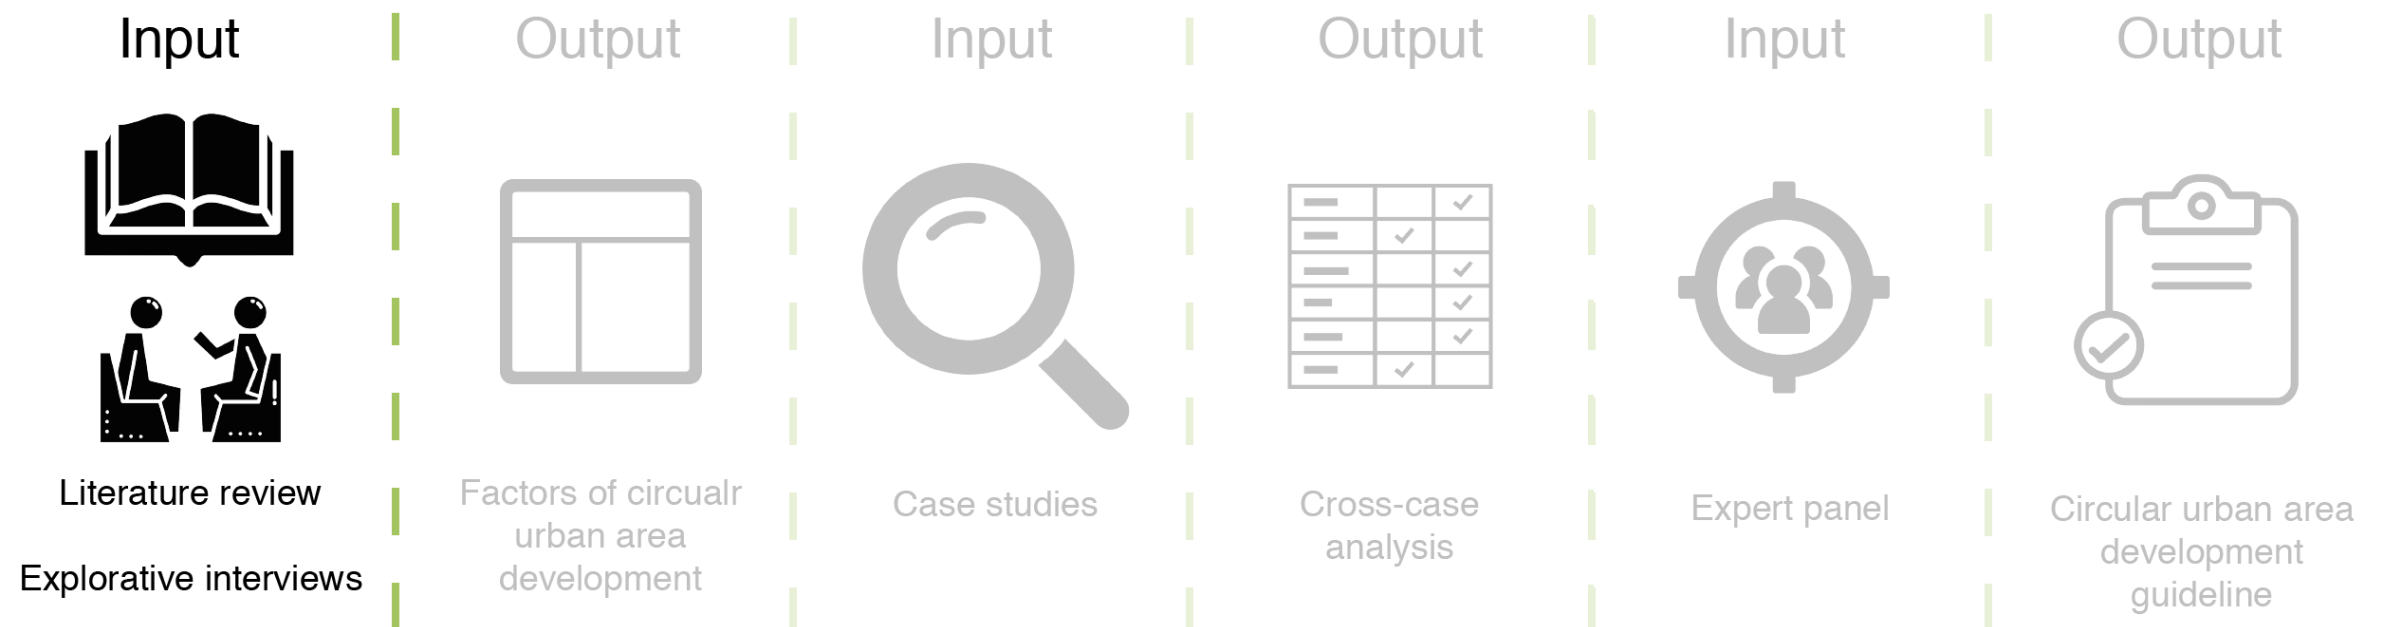 Input
Literature review
Explorative interviews
Output
Factors of circualr
urban area
development
Input
Case studies
Output
Cross-case
analysis
Input
Expert panel
Output
Circular urban area
development
guideline